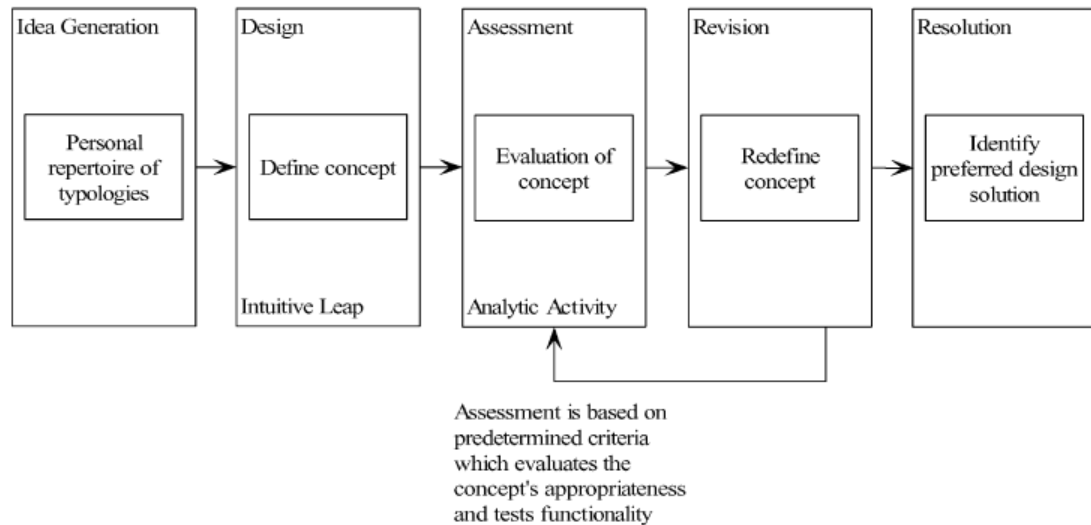 Idea Generation
Personal
repertoire of
typologies
Design
Define concept
Intuitive Leap
Assessment
Evaluation of
concept
Analytic Activity
Revision
Redefine
concept
Resolution
Identify
preferred design
solution
Assessment is based on
predetermined criteria
which evaluates the
concept's appropriateness
and tests functionality